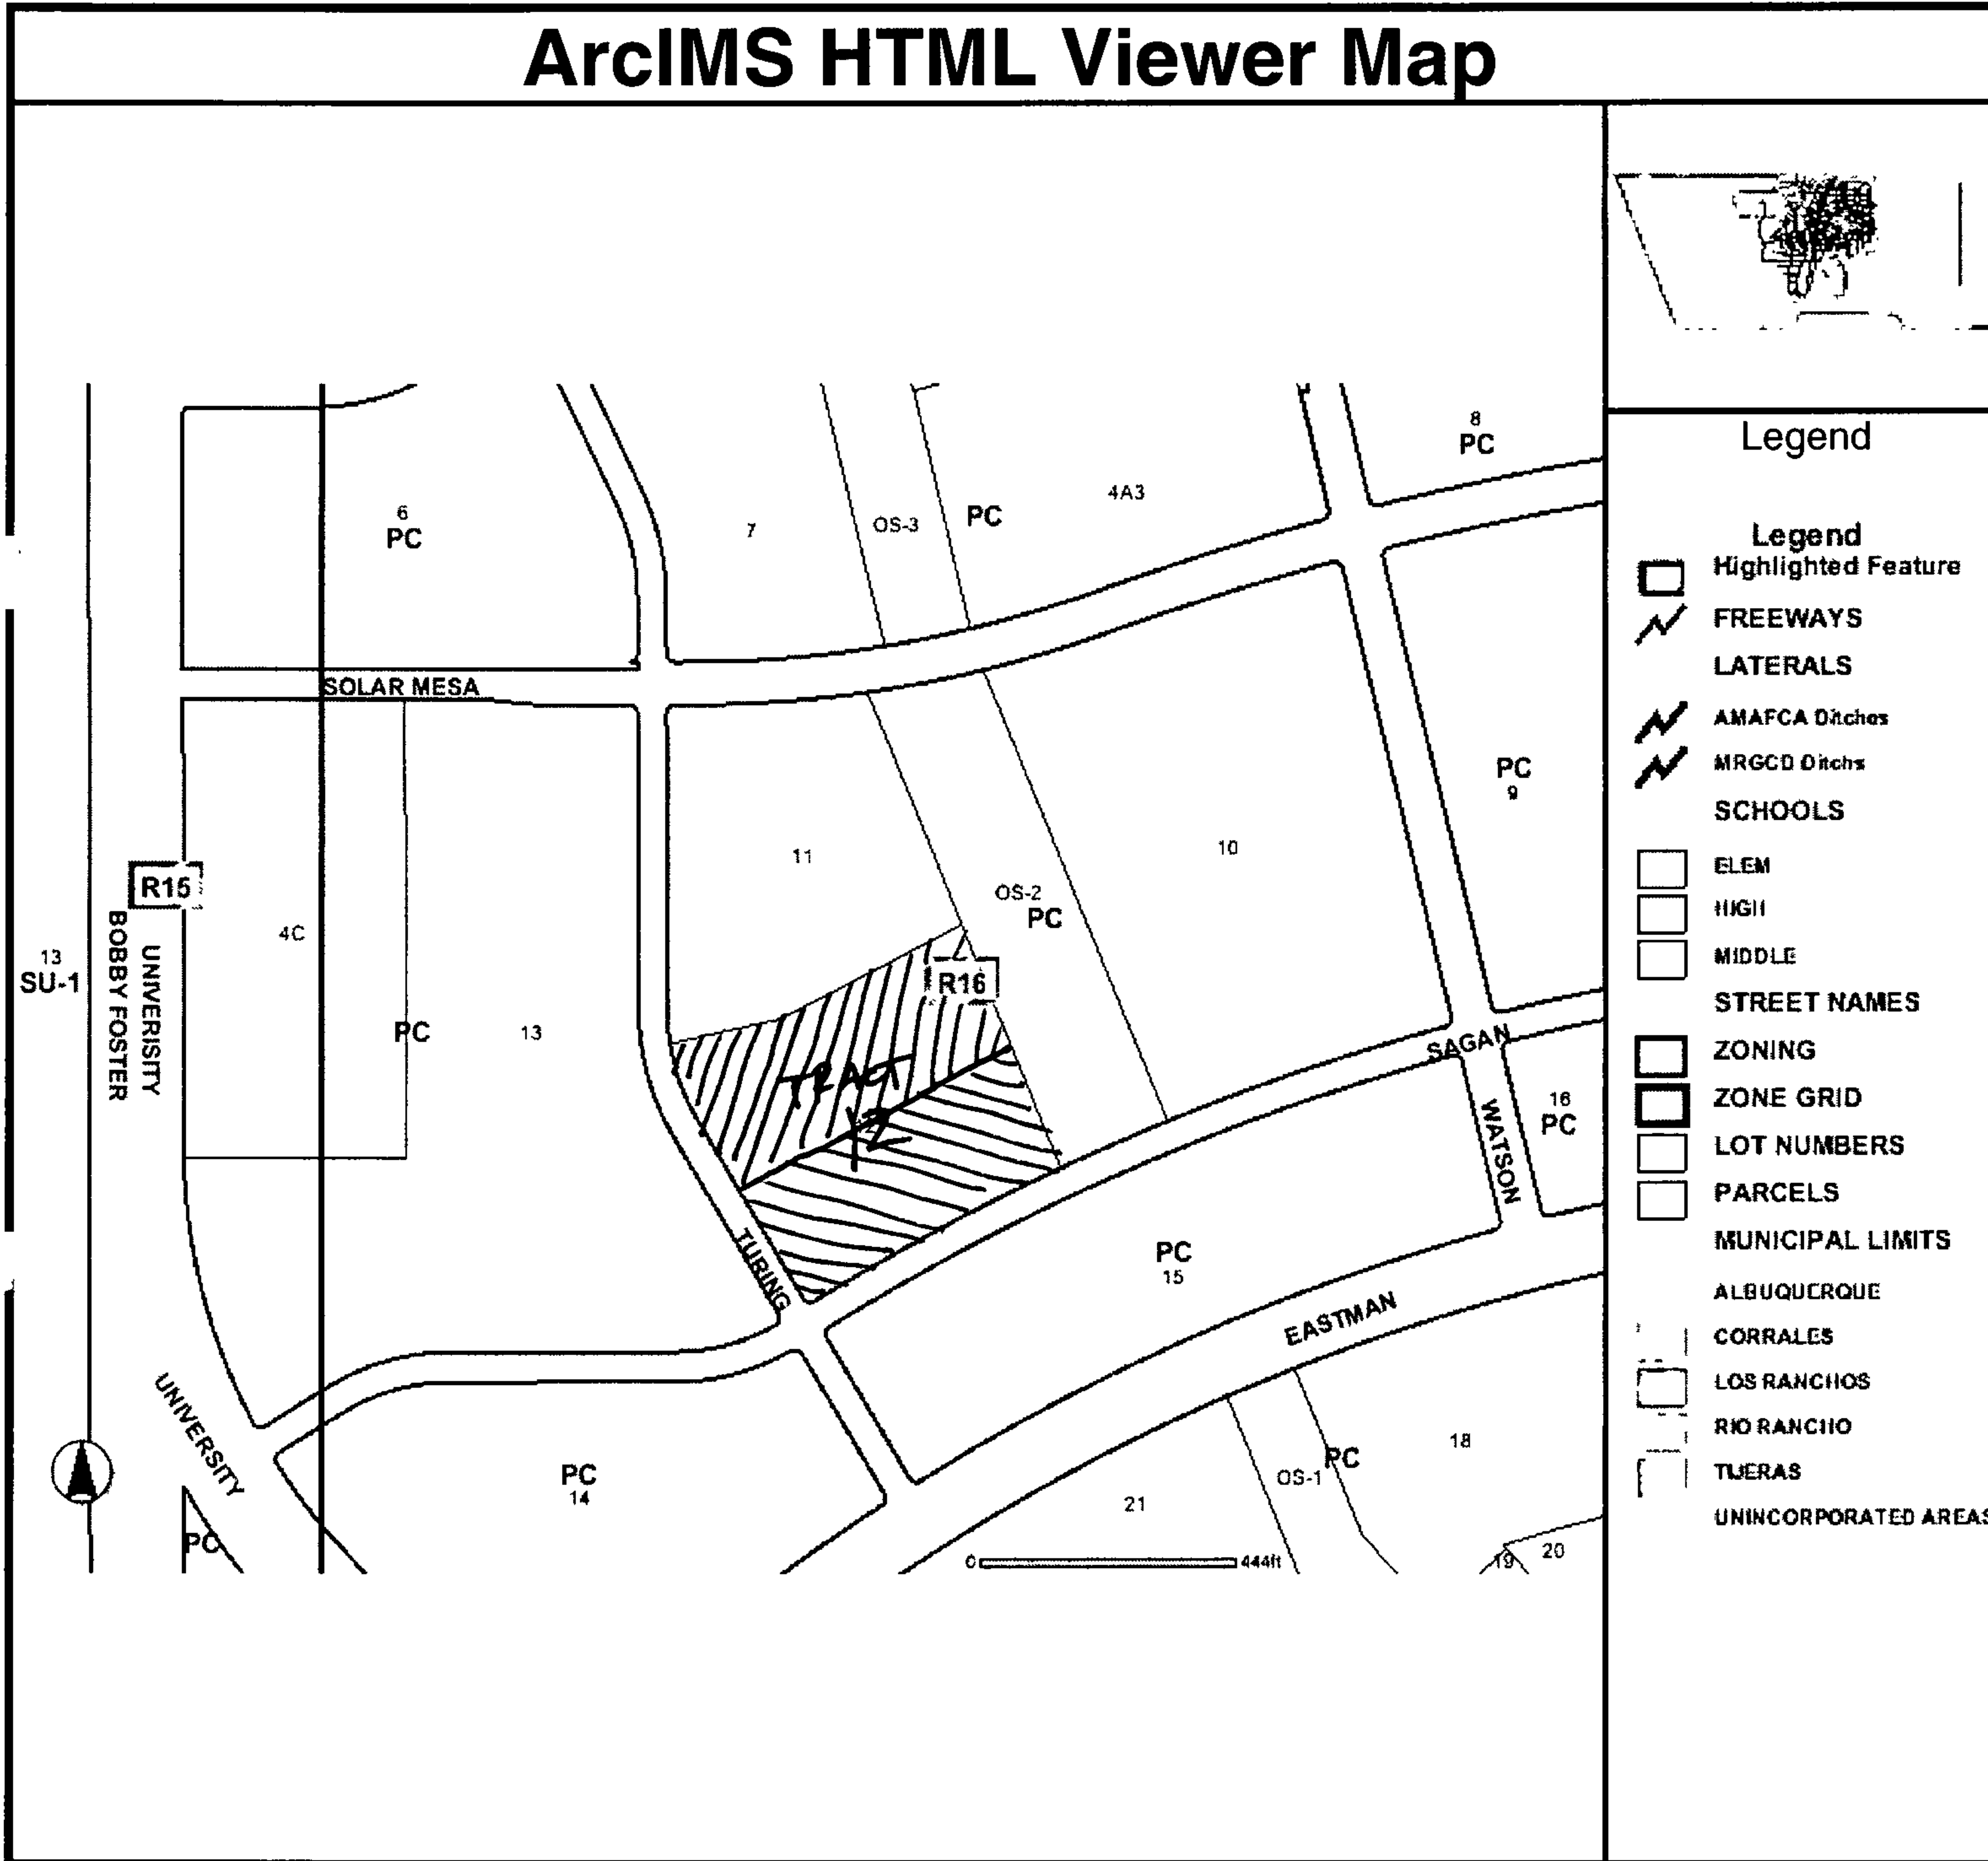 ArcIMS HTML Viewer Map
8
PC
4A3
6
PC
7
OS-3
PC
SOLAR MESA
PC
9
11
10
R15
OS-2
PC
4C
13
SU-1
BOBBY FOSTER
UNIVERISITY
R16
PC
13
SAGAN
TRACT
12
WATSON
16
PC
TURING
PC
15
EASTMAN
UNIVERSITY
PC
14
PC
OS-1
PC
18
21
0
444ft
19
20
Legend
Legend
Highlighted Feature
FREEWAYS
LATERALS
AMAFCA Ditches
MRGCD Ditchs
SCHOOLS
ELEM
HIGH
MIDDLE
STREET NAMES
ZONING
ZONE GRID
LOT NUMBERS
PARCELS
MUNICIPAL LIMITS
ALBUQUERQUE
CORRALES
LOS RANCHOS
RIO RANCHO
TIJERAS
UNINCORPORATED AREAS